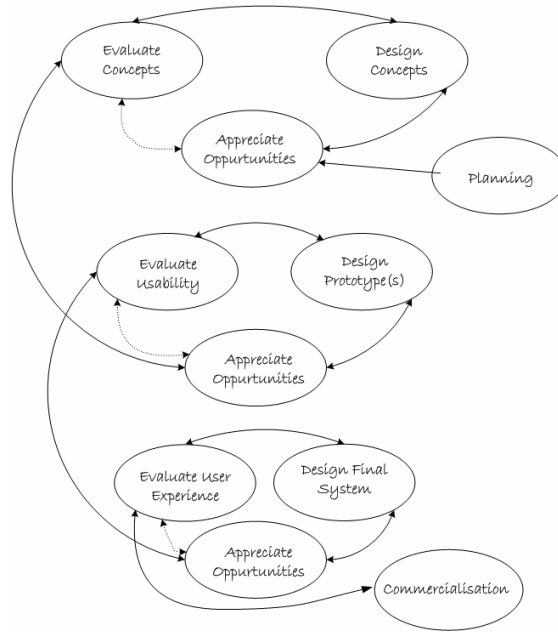 Evaluate
Concepts
Design
Concepts
Appreciate
Oppurtunities
Planning
Evaluate
Usability
Design
Prototype(s)
Appreciate
Oppurtunities
Evaluate User
Experience
Design Final
System
Appreciate
Oppurtunities
Commercialisation